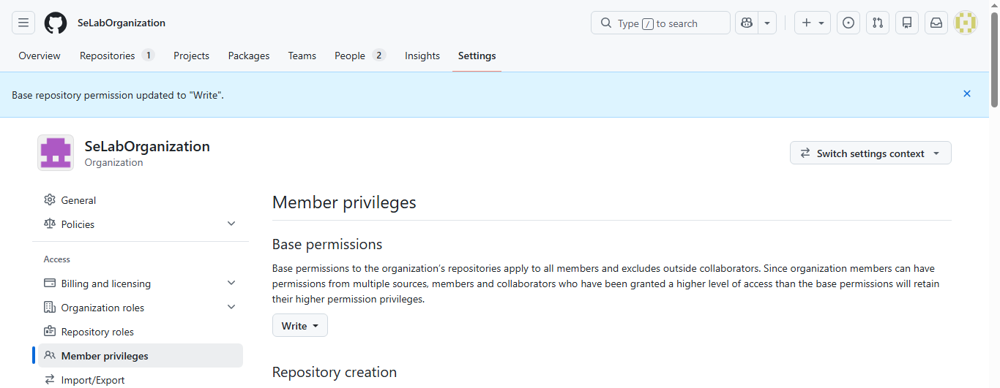 SeLabOrganization
Type / to search
Overview
Repositories 1
Projects
Packages
Teams
People 2
Insights
Settings
Base repository permission updated to "Write".
SeLabOrganization
Organization
Switch settings context
General
Policies
Access
Billing and licensing
Organization roles
Repository roles
Member privileges
Import/Export
Member privileges
Base permissions
Base permissions to the organization’s repositories apply to all members and excludes outside collaborators. Since organization members can have
permissions from multiple sources, members and collaborators who have been granted a higher level of access than the base permissions will retain
their higher permission privileges.
Write
Repository creation